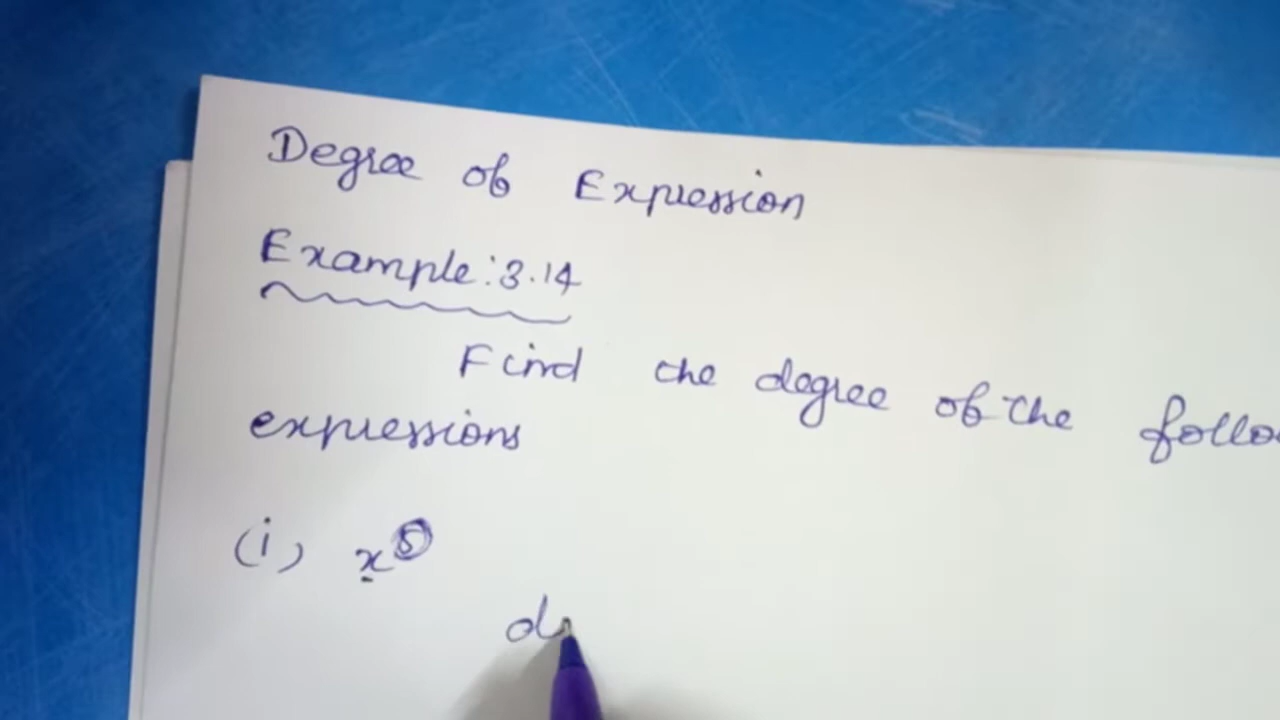 Degree of Expression
Example: 3.14
Find the degree of the
expressions
(i) x⁵